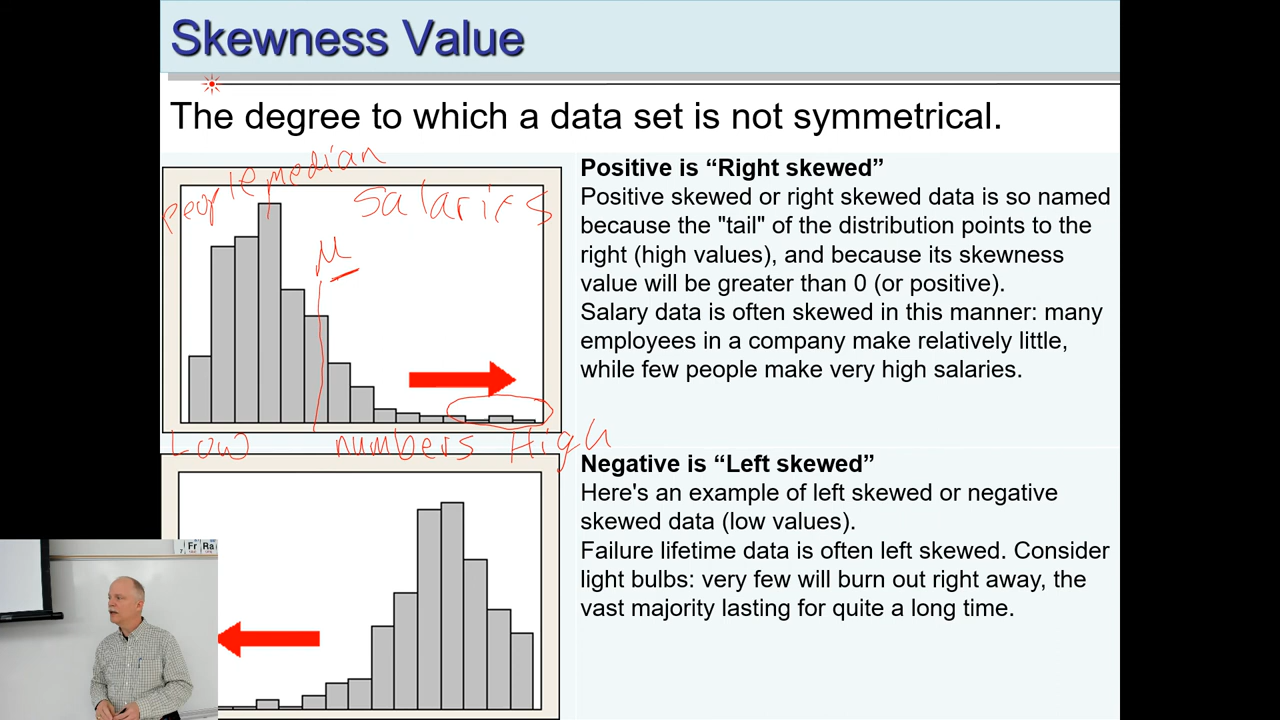 Skewness Value
The degree to which a data set is not symmetrical.
people median
salaries
μ
Low numbers High
Positive is “Right skewed”
Positive skewed or right skewed data is so named
because the "tail" of the distribution points to the
right (high values), and because its skewness
value will be greater than 0 (or positive).
Salary data is often skewed in this manner: many
employees in a company make relatively little,
while few people make very high salaries.
Negative is “Left skewed”
Here's an example of left skewed or negative
skewed data (low values).
Failure lifetime data is often left skewed. Consider
light bulbs: very few will burn out right away, the
vast majority lasting for quite a long time.
Fr Ra